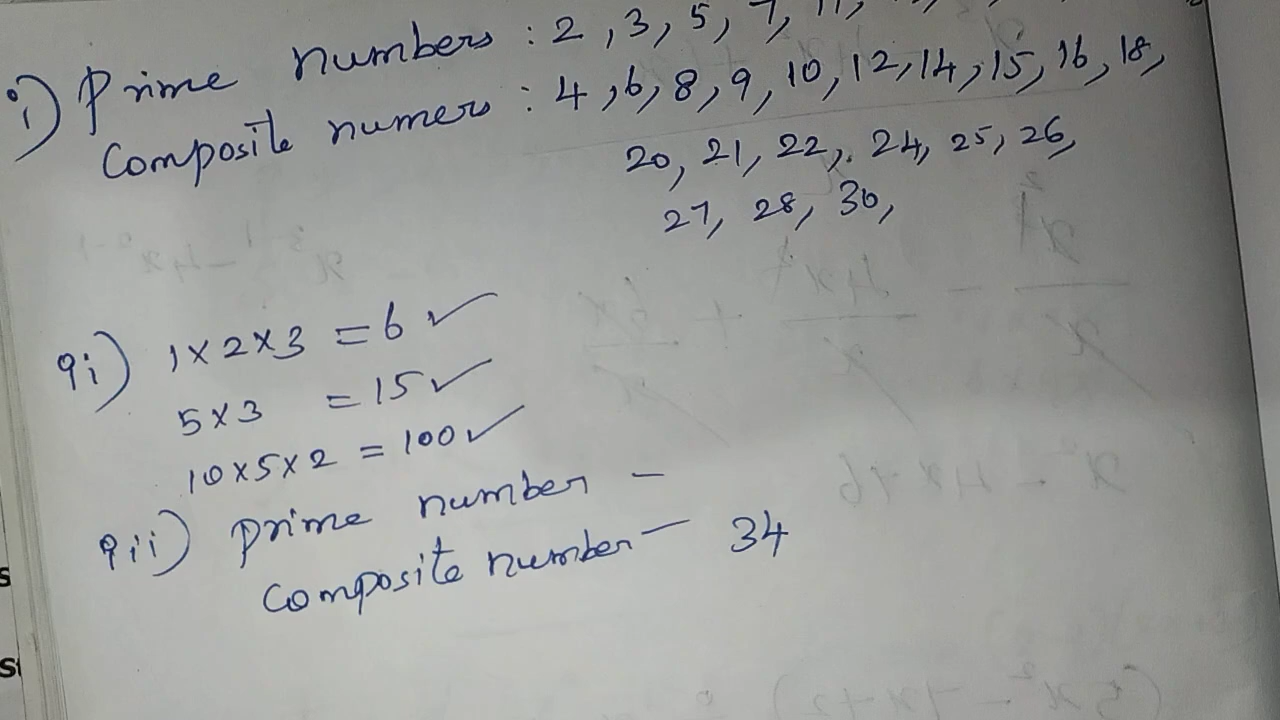 i) Prime numbers : 2, 3, 5, 7, 11,
Composite numers : 4, 6, 8, 9, 10, 12, 14, 15, 16, 18,
20, 21, 22, 24, 25, 26,
27, 28, 30,
ii) 1 x 2 x 3 = 6 ✓
5 x 3 = 15 ✓
10 x 5 x 2 = 100 ✓
iii) prime number -
composite number - 34